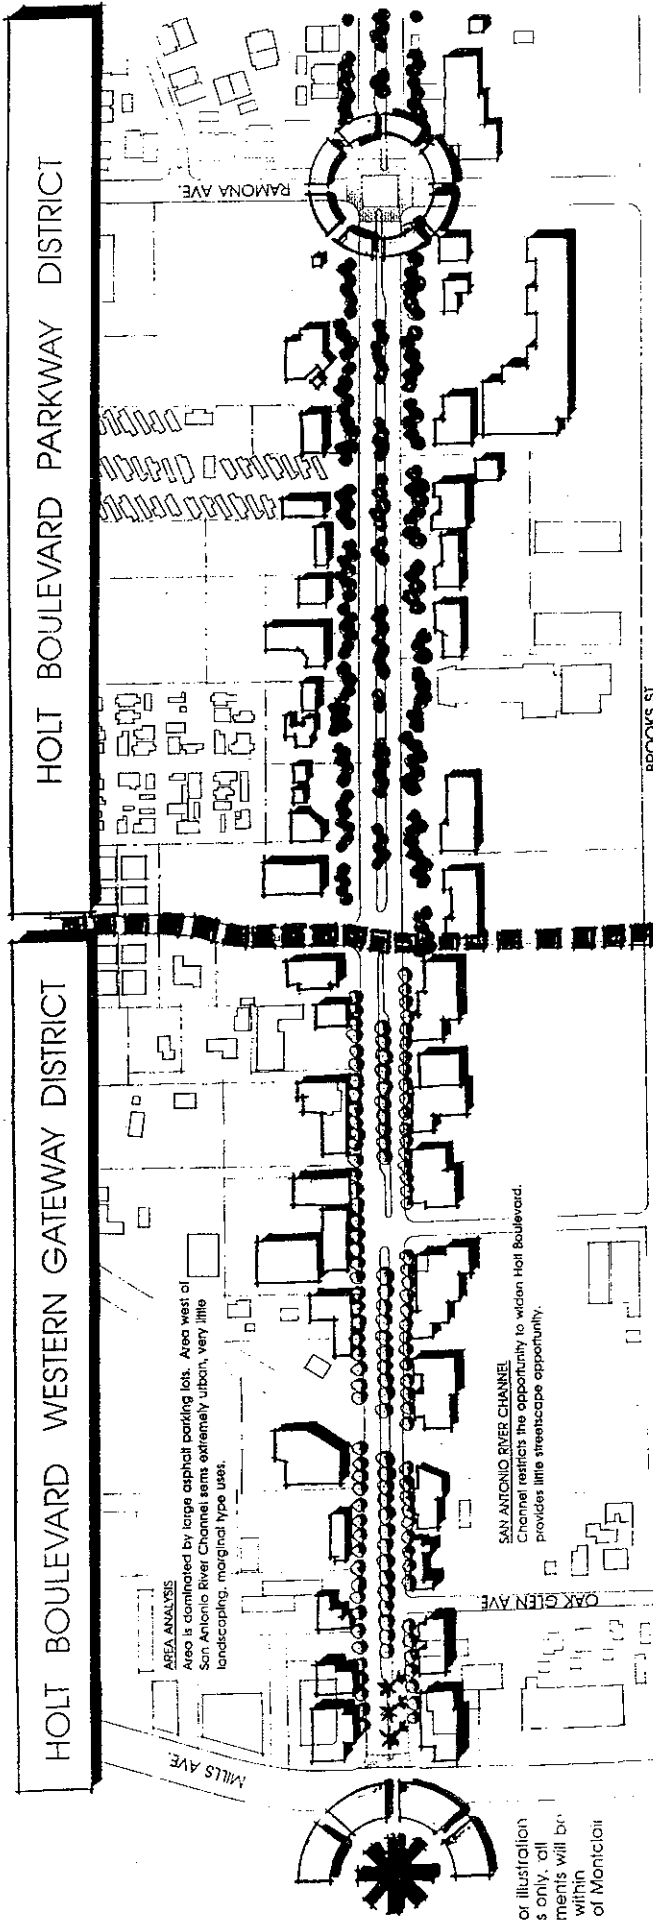 HOLT BOULEVARD WESTERN GATEWAY DISTRICT
HOLT BOULEVARD PARKWAY DISTRICT
MILLS AVE.
RAMONA AVE.
AREA ANALYSIS
Area is dominated by large asphalt parking lots. Area west of
San Antonio River Channel sems extremely urban, very little
landscaping, marginal type uses.
SAN ANTONIO RIVER CHANNEL
Channel restricts the opportunity to widen Holt Boulevard.
provides little streetscape opportunity.
OAK GLEN AVE
BROOKS ST
or illustration
s only, all
ments will be
within
of Montclair